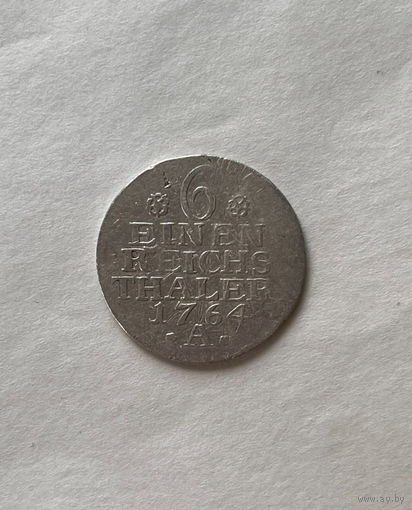 6
EINEN
REICHS
THALER
1764
·A·
www.ay.by